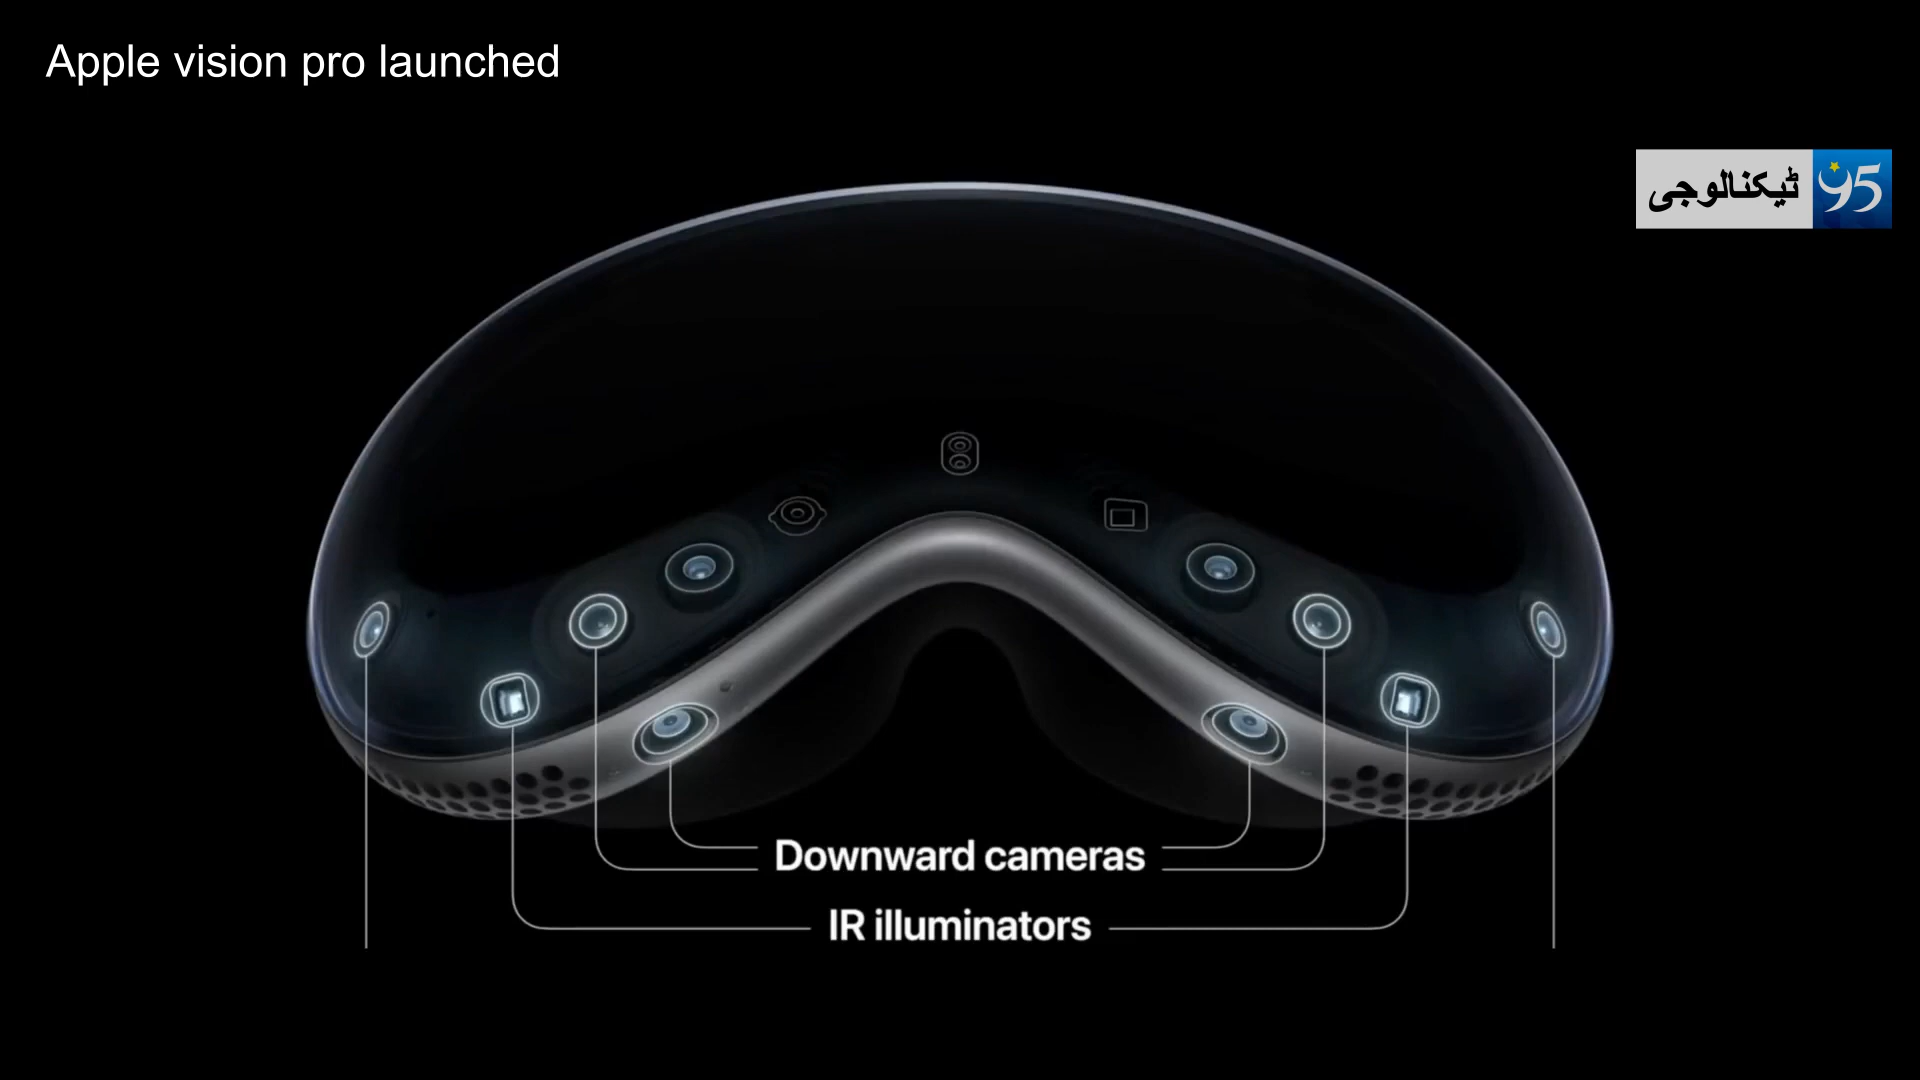 Apple vision pro launched
ٹیکنالوجی 95
Downward cameras
IR illuminators